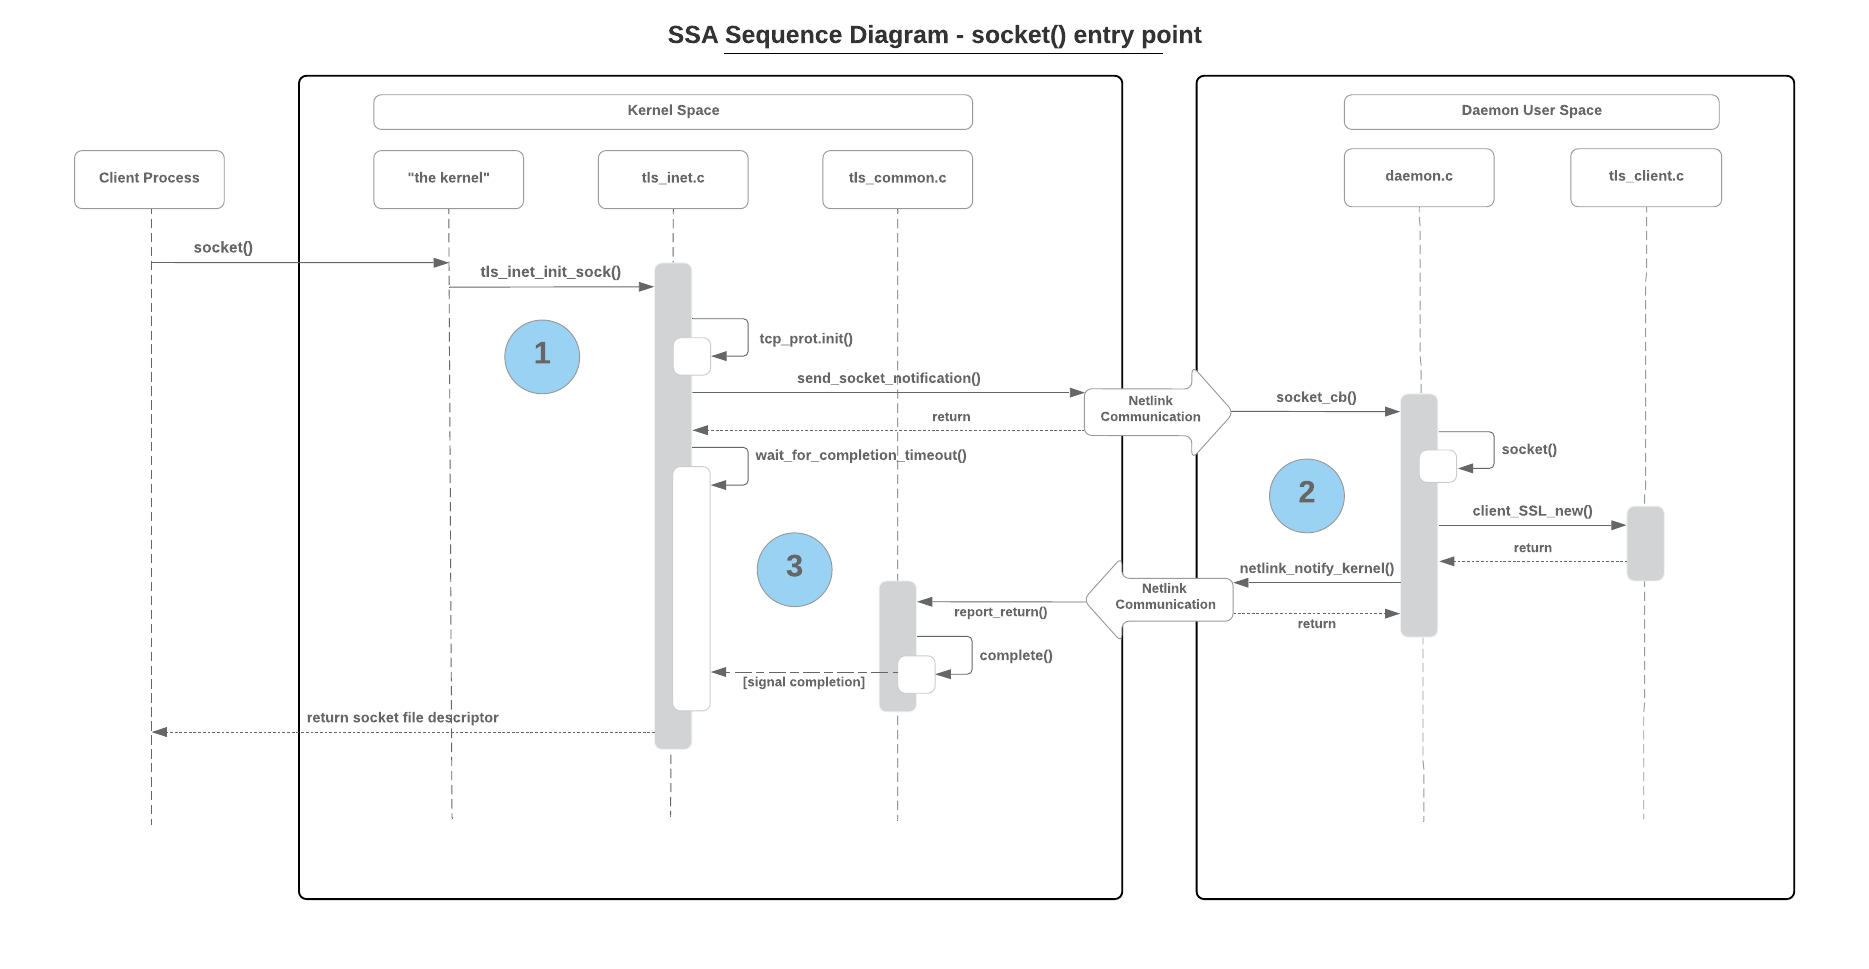 SSA Sequence Diagram - socket() entry point
Kernel Space
Daemon User Space
Client Process
"the kernel"
tls_inet.c
tls_common.c
daemon.c
tls_client.c
socket()
tls_inet_init_sock()
1
tcp_prot.init()
send_socket_notification()
Netlink
Communication
socket_cb()
return
wait_for_completion_timeout()
socket()
2
client_SSL_new()
return
3
netlink_notify_kernel()
Netlink
Communication
report_return()
return
complete()
[signal completion]
return socket file descriptor